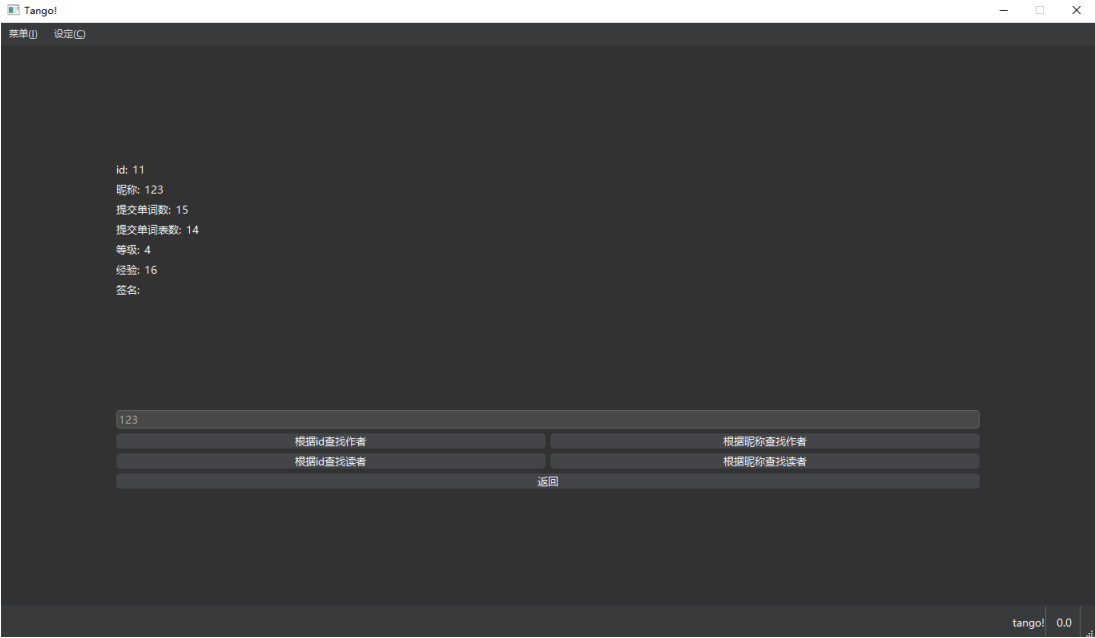 Tango!
菜单(I) 设定(C)
id: 11
昵称: 123
提交单词数: 15
提交单词表数: 14
等级: 4
经验: 16
签名:
123
根据id查找作者 根据昵称查找作者
根据id查找读者 根据昵称查找读者
返回
tango! 0.0